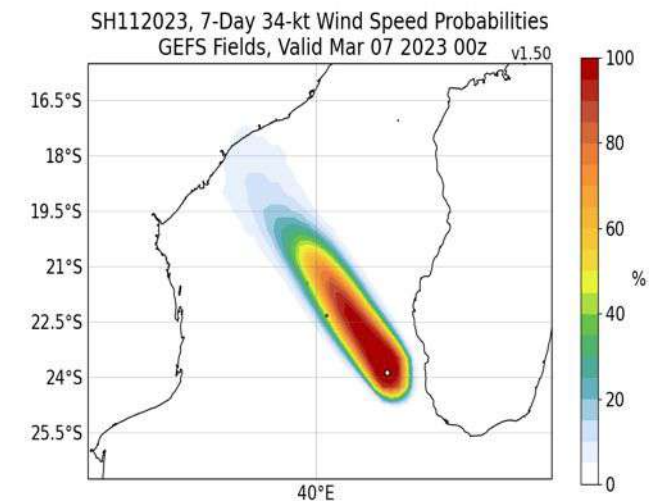 SH112023, 7-Day 34-kt Wind Speed Probabilities
GEFS Fields, Valid Mar 07 2023 00z
v1.50
16.5°S
18°S
19.5°S
21°S
22.5°S
24°S
25.5°S
40°E
100
80
60
%
40
20
0